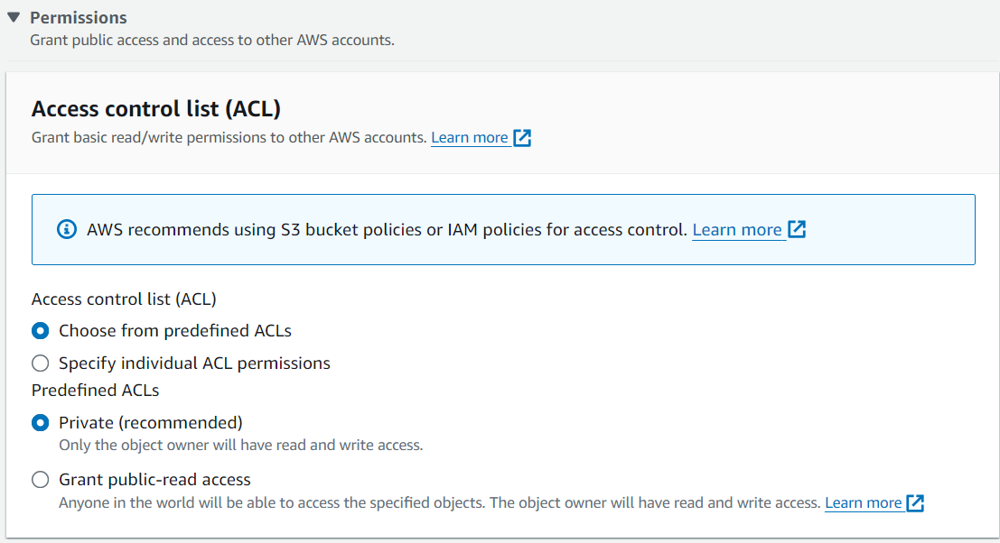 Permissions
Grant public access and access to other AWS accounts.
Access control list (ACL)
Grant basic read/write permissions to other AWS accounts. Learn more
AWS recommends using S3 bucket policies or IAM policies for access control. Learn more
Access control list (ACL)
Choose from predefined ACLs
Specify individual ACL permissions
Predefined ACLs
Private (recommended)
Only the object owner will have read and write access.
Grant public-read access
Anyone in the world will be able to access the specified objects. The object owner will have read and write access. Learn more